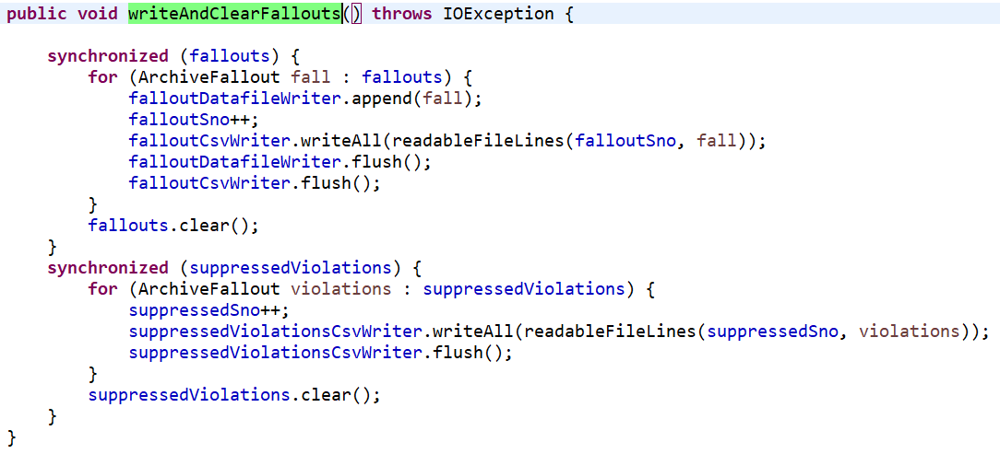 public void writeAndClearFallouts() throws IOException {
synchronized (fallouts) {
for (ArchiveFallout fall : fallouts) {
falloutDatafileWriter.append(fall);
falloutSno++;
falloutCsvWriter.writeAll(readableFileLines(falloutSno, fall));
falloutDatafileWriter.flush();
falloutCsvWriter.flush();
}
fallouts.clear();
}
synchronized (suppressedViolations) {
for (ArchiveFallout violations : suppressedViolations) {
suppressedSno++;
suppressedViolationsCsvWriter.writeAll(readableFileLines(suppressedSno, violations));
suppressedViolationsCsvWriter.flush();
}
suppressedViolations.clear();
}
}